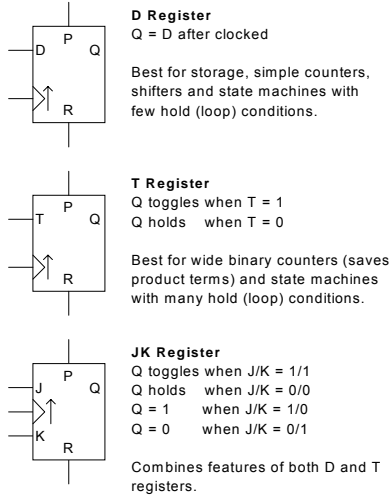 D Register
P
Q = D after clocked
D
Q
Best for storage, simple counters,
shifters and state machines with
R
few hold (loop) conditions.
T Register
P
Q toggles when T = 1
T
Q
Q holds when T = 0
Best for wide binary counters (saves
R
product terms) and state machines
with many hold (loop) conditions.
JK Register
P
Q toggles when J/K = 1/1
J
Q
Q holds when J/K = 0/0
Q = 1 when J/K = 1/0
K
Q = 0 when J/K = 0/1
R
Combines features of both D and T
registers.